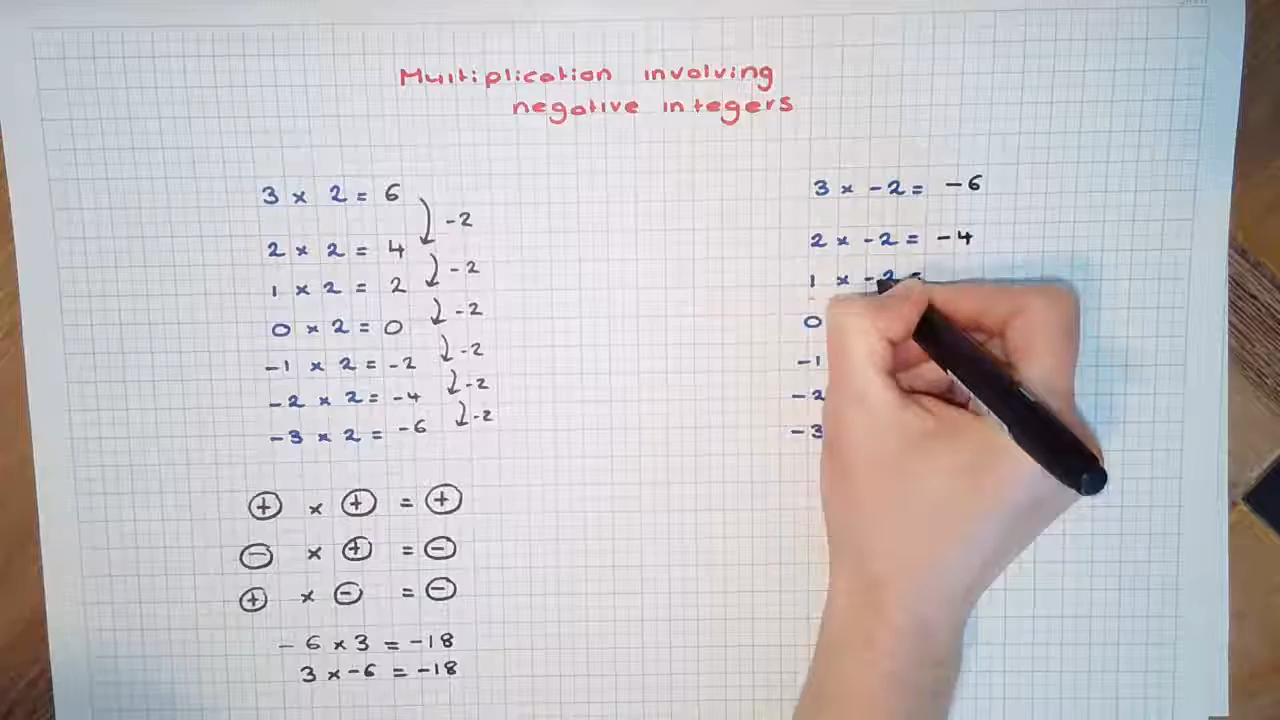 Multiplication involving
negative integers
3 × 2 = 6
-2
2 × 2 = 4
-2
1 × 2 = 2
-2
0 × 2 = 0
-2
-1 × 2 = -2
-2
-2 × 2 = -4
-2
-3 × 2 = -6
+ × + = +
- × + = -
+ × - = -
-6 × 3 = -18
3 × -6 = -18
3 × -2 = -6
2 × -2 = -4
1 × -2 =
0
-1
-2
-3